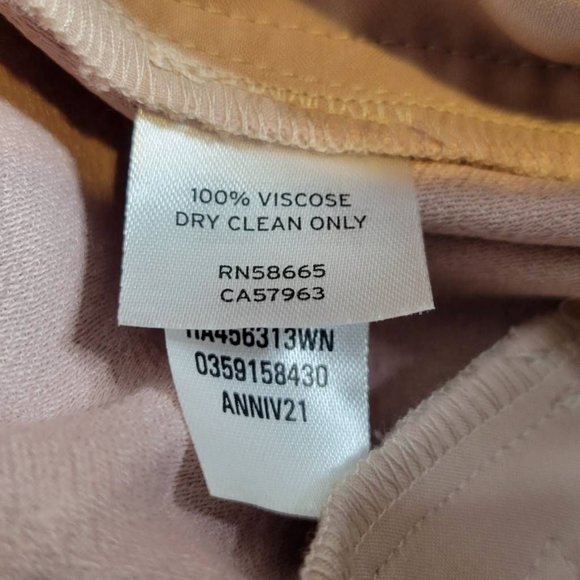 100% VISCOSE
DRY CLEAN ONLY
RN58665
CA57963
HA456313WN
0359158430
ANNIV21